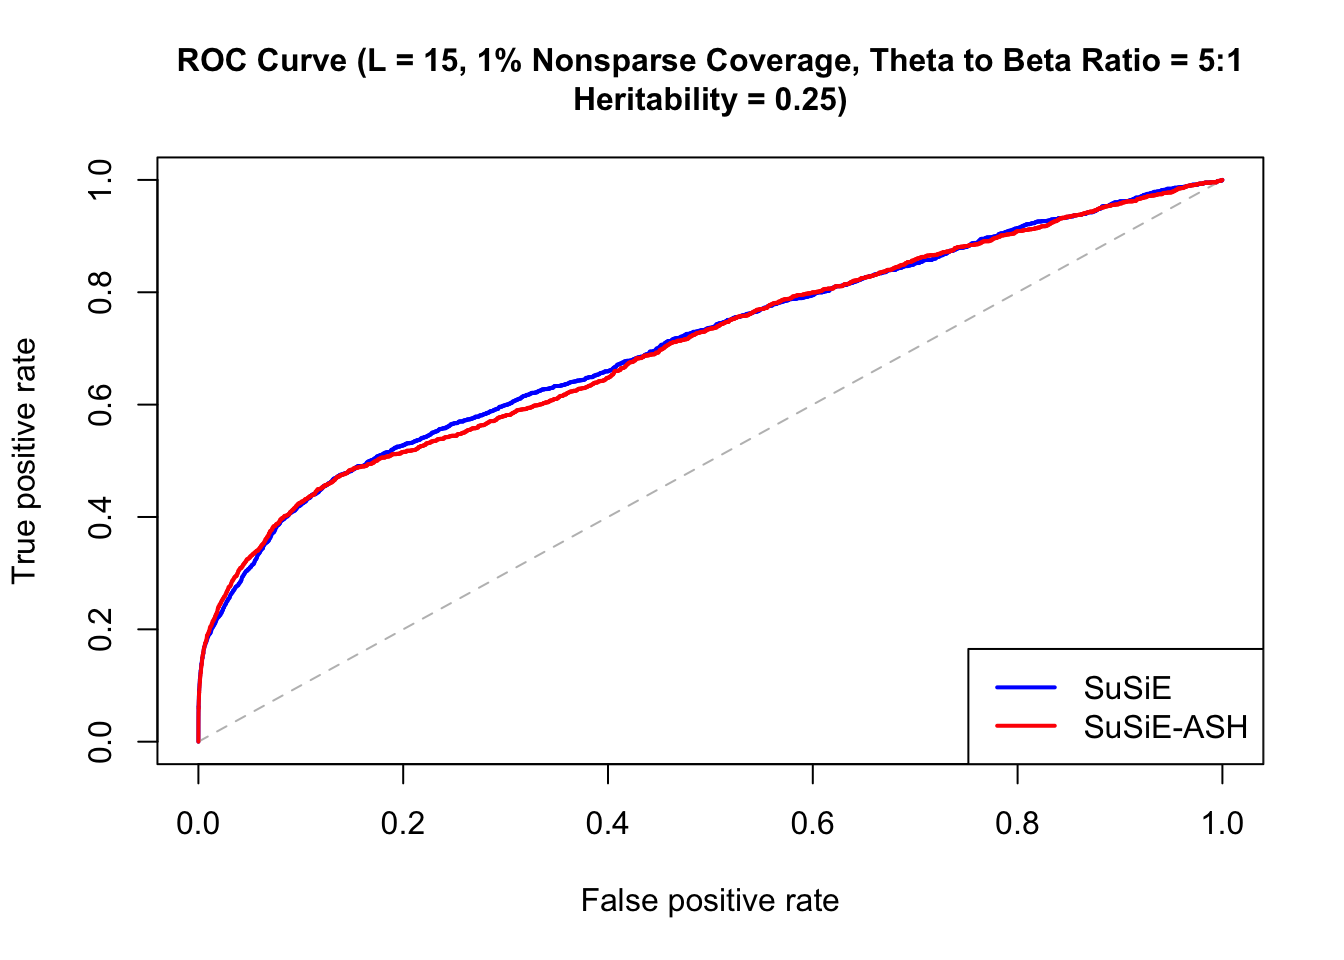 ROC Curve (L = 15, 1% Nonsparse Coverage, Theta to Beta Ratio = 5:1
Heritability = 0.25)
True positive rate
1.0
0.8
0.6
0.4
0.2
0.0
SuSiE
SuSiE-ASH
0.0 0.2 0.4 0.6 0.8 1.0
False positive rate